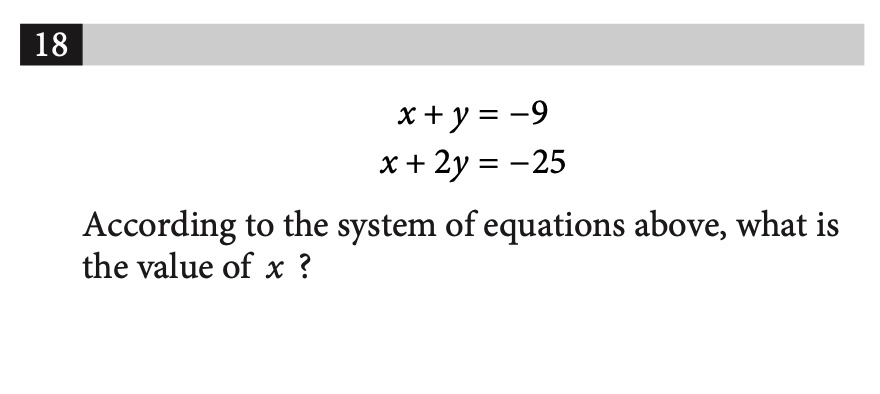 18
x + y = −9
x + 2y = −25
According to the system of equations above, what is
the value of x ?